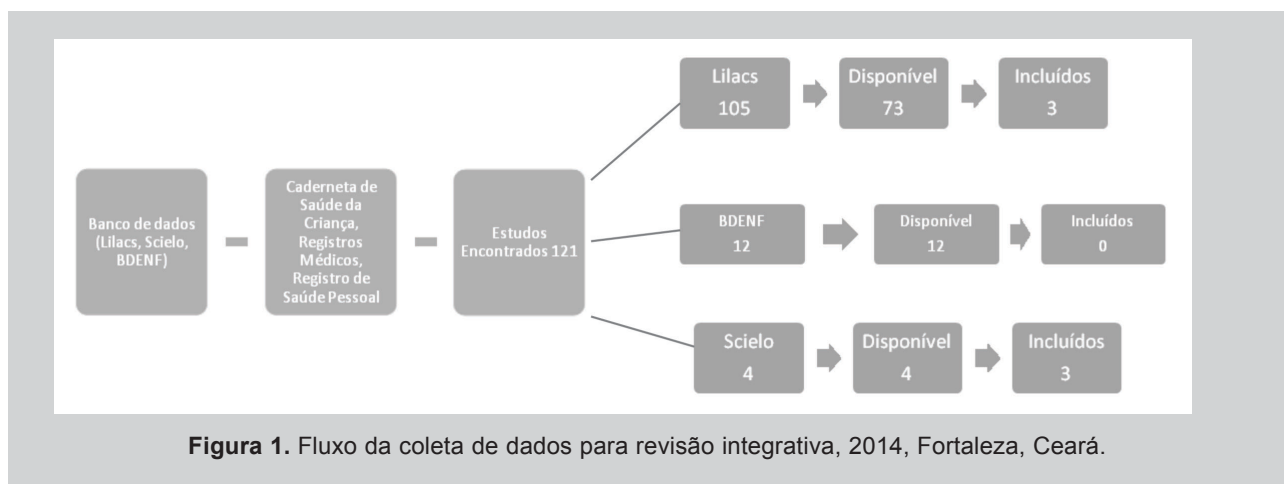 Banco de dados
(Lilacs, Scielo,
BDENF)
Caderneta de
Saúde da
Criança,
Registros
Médicos,
Registro de
Saúde Pessoal
Estudos
Encontrados 121
Lilacs
105
Disponível
73
Incluídos
3
BDENF
12
Disponível
12
Incluídos
0
Scielo
4
Disponível
4
Incluídos
3
Figura 1. Fluxo da coleta de dados para revisão integrativa, 2014, Fortaleza, Ceará.